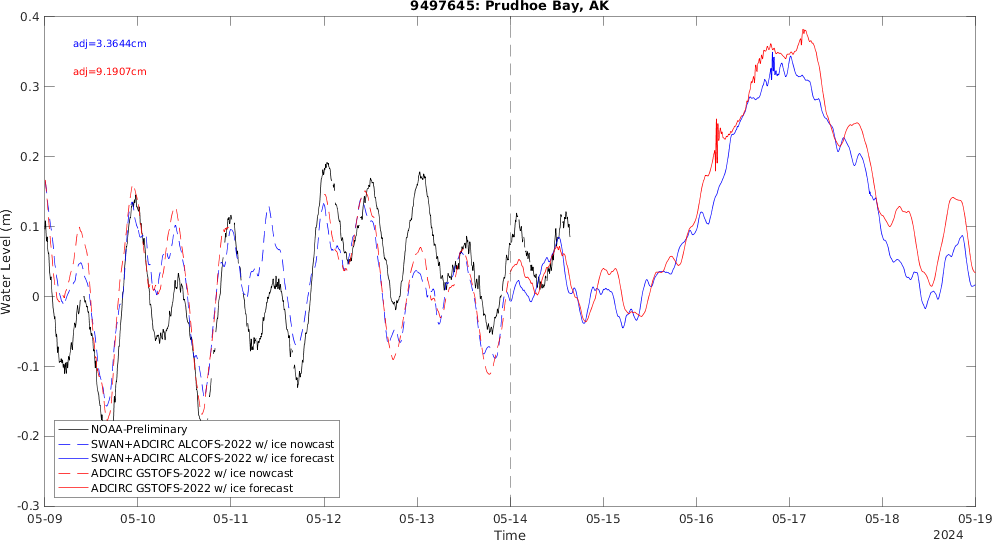 9497645: Prudhoe Bay, AK
0.4
adj=3.3644cm
adj=9.1907cm
0.3
0.2
0.1
0
-0.1
-0.2
-0.3
Water Level (m)
NOAA-Preliminary
SWAN+ADCIRC ALCOFS-2022 w/ ice nowcast
SWAN+ADCIRC ALCOFS-2022 w/ ice forecast
ADCIRC GSTOFS-2022 w/ ice nowcast
ADCIRC GSTOFS-2022 w/ ice forecast
05-09 05-10 05-11 05-12 05-13 05-14 05-15 05-16 05-17 05-18 05-19
Time
2024